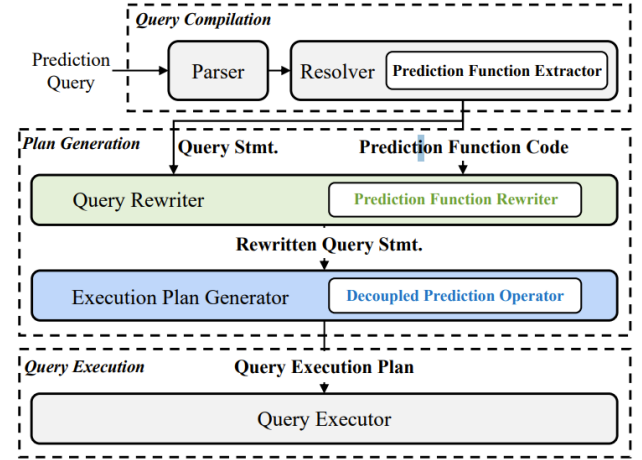 Query Compilation
Prediction
Query
Parser
Resolver
Prediction Function Extractor
Plan Generation
Query Stmt.
Prediction Function Code
Query Rewriter
Prediction Function Rewriter
Rewritten Query Stmt.
Execution Plan Generator
Decoupled Prediction Operator
Query Execution
Query Execution Plan
Query Executor